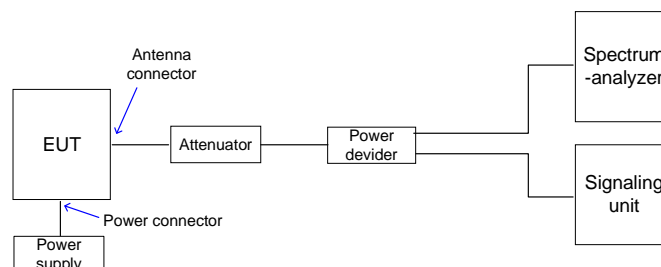 Antenna
connector
Spectrum
-analyzer
EUT
Attenuator
Power
devider
Signaling
unit
Power connector
Power
supply